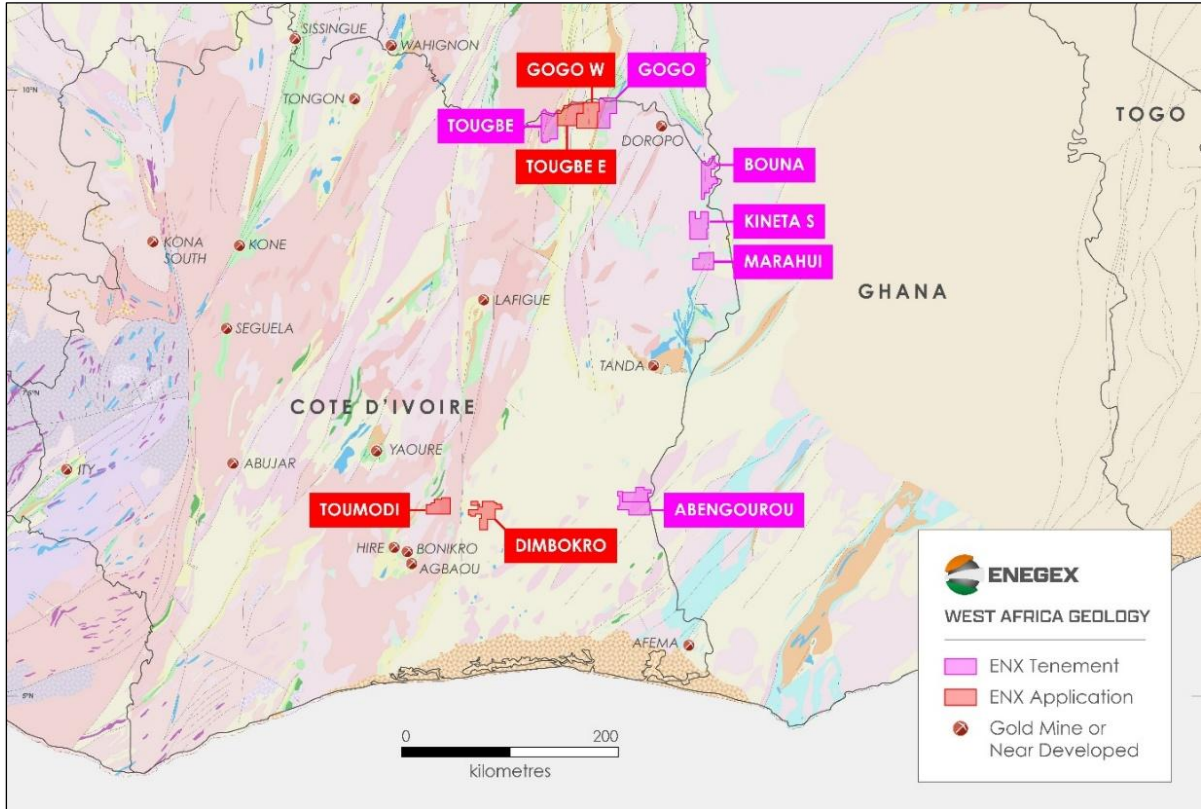 SISSINGUE
WAHIGNON
GOGO W
GOGO
10°N
TONGON
TOGO
TOUGBE
DOROPO
TOUGBE E
BOUNA
KINETA S
KONA
SOUTH
KONE
MARAHUI
GHANA
LAFIGUE
SEGUELA
TANDA
COTE D'IVOIRE
YAOURE
ITY
ABUJAR
TOUMODI
ABENGOUROU
DIMBOKRO
HIRE
BONIKRO
AGBAOU
AFEMA
5°N
0
200
kilometres
ENEGEX
WEST AFRICA GEOLOGY
ENX Tenement
ENX Application
Gold Mine or
Near Developed